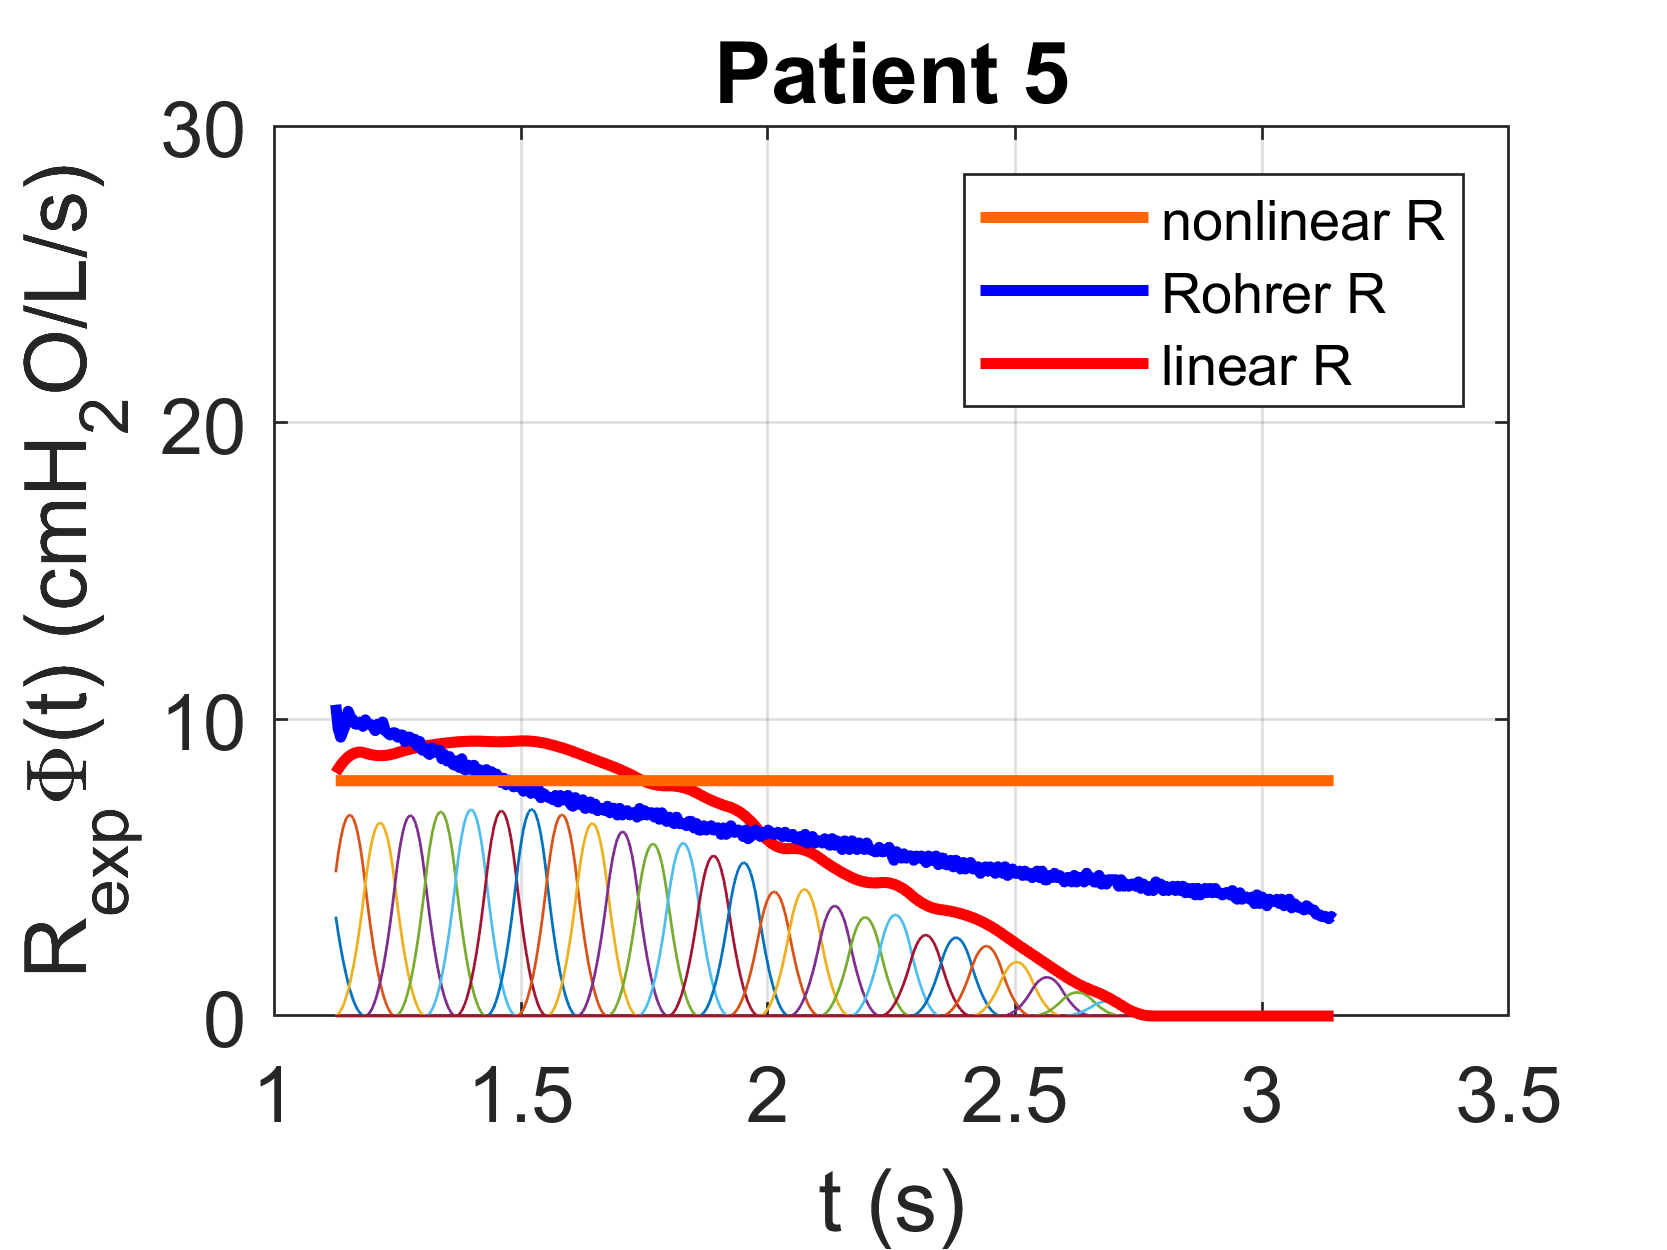 Patient 5
30
20
10
0
R_exp Φ(t) (cmH_2O/L/s)
nonlinear R
Rohrer R
linear R
1 1.5 2 2.5 3 3.5
t (s)